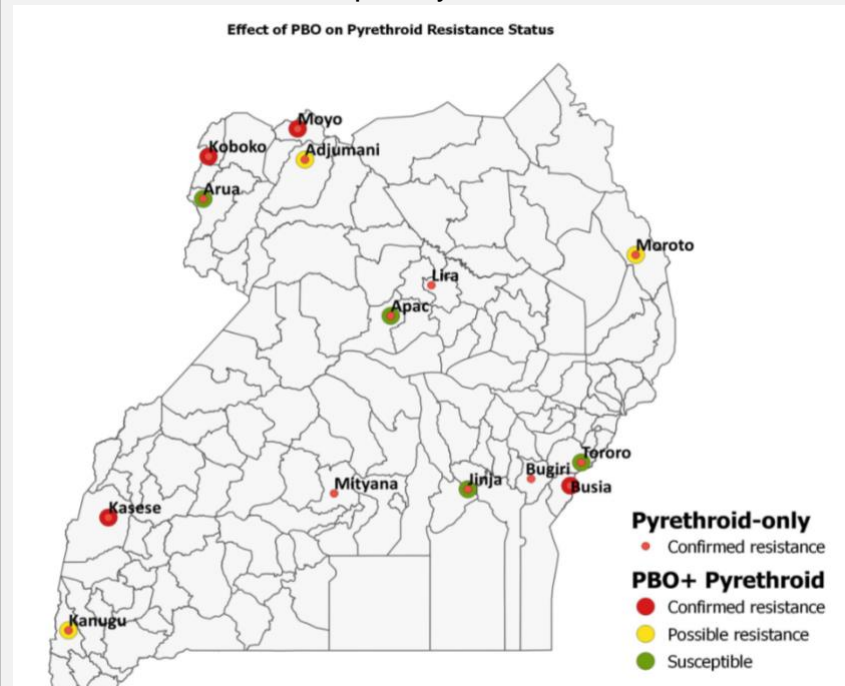 Effect of PBO on Pyrethroid Resistance Status
Moyo
Koboko
Adjumani
Arua
Moroto
Lira
Apac
Tororo
Bugiri
Jinja
Mityana
Busia
Kasese
Kanugu
Pyrethroid-only
Confirmed resistance
PBO+ Pyrethroid
Confirmed resistance
Possible resistance
Susceptible